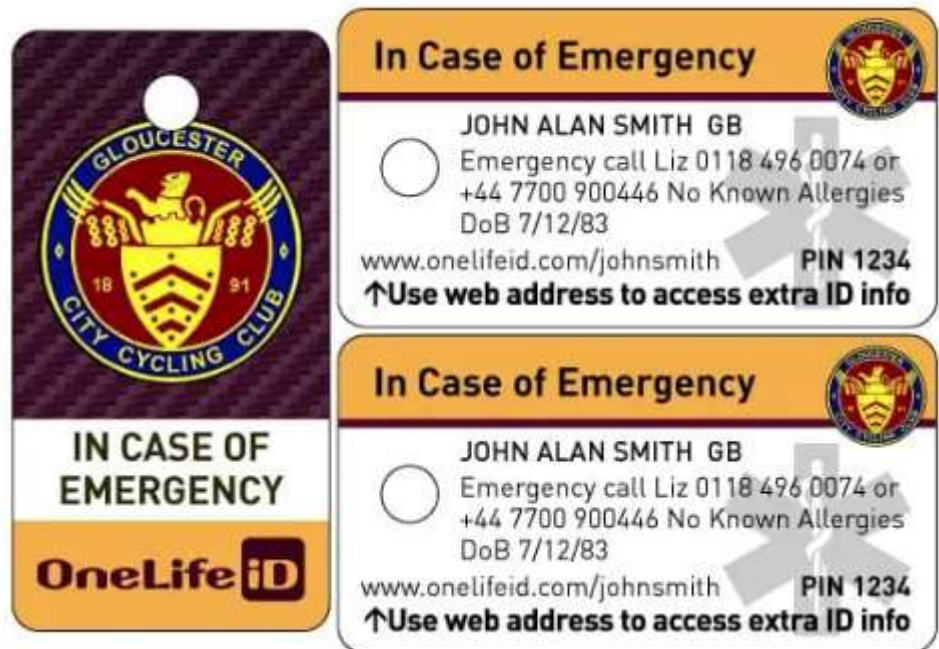 GLOUCESTER
18 91
CITY CYCLING CLUB
IN CASE OF
EMERGENCY
OneLife iD
In Case of Emergency
JOHN ALAN SMITH GB
Emergency call Liz 0118 496 0074 or
+44 7700 900446 No Known Allergies
DoB 7/12/83
www.onelifeid.com/johnsmith PIN 1234
↑Use web address to access extra ID info
In Case of Emergency
JOHN ALAN SMITH GB
Emergency call Liz 0118 496 0074 or
+44 7700 900446 No Known Allergies
DoB 7/12/83
www.onelifeid.com/johnsmith PIN 1234
↑Use web address to access extra ID info